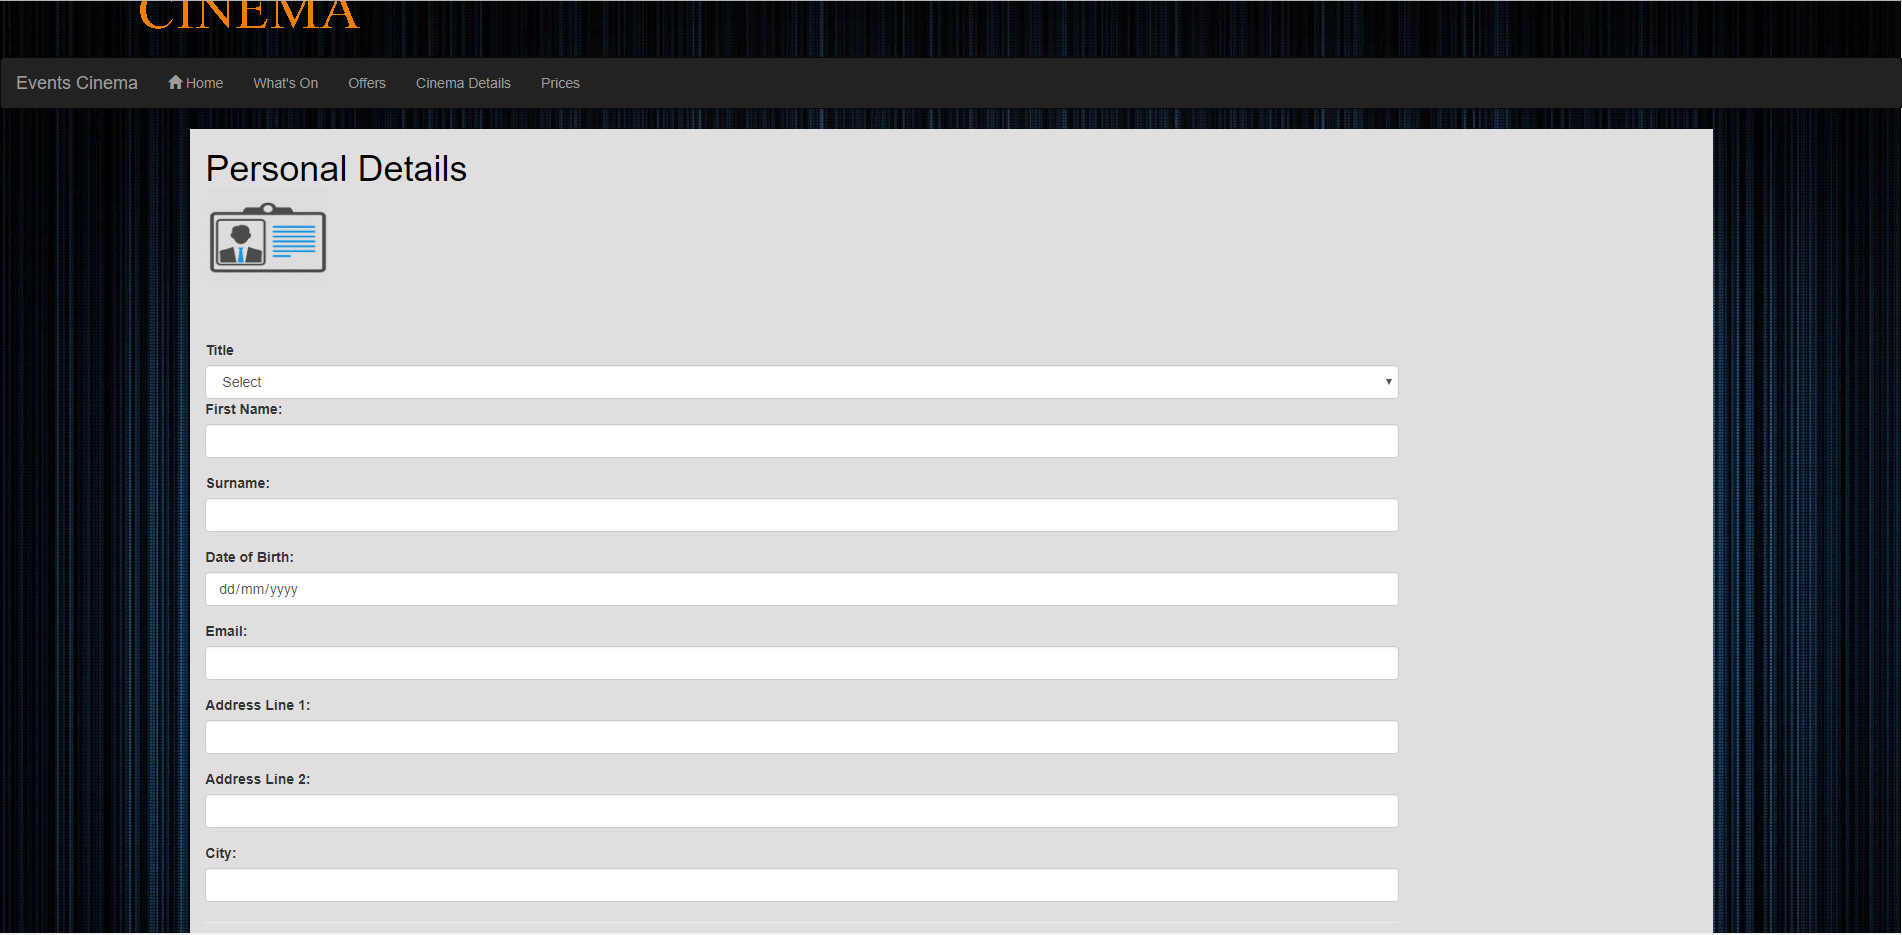 CINEMA
Events Cinema Home What's On Offers Cinema Details Prices
Personal Details
Title
Select
First Name:
Surname:
Date of Birth:
dd/mm/yyyy
Email:
Address Line 1:
Address Line 2:
City: